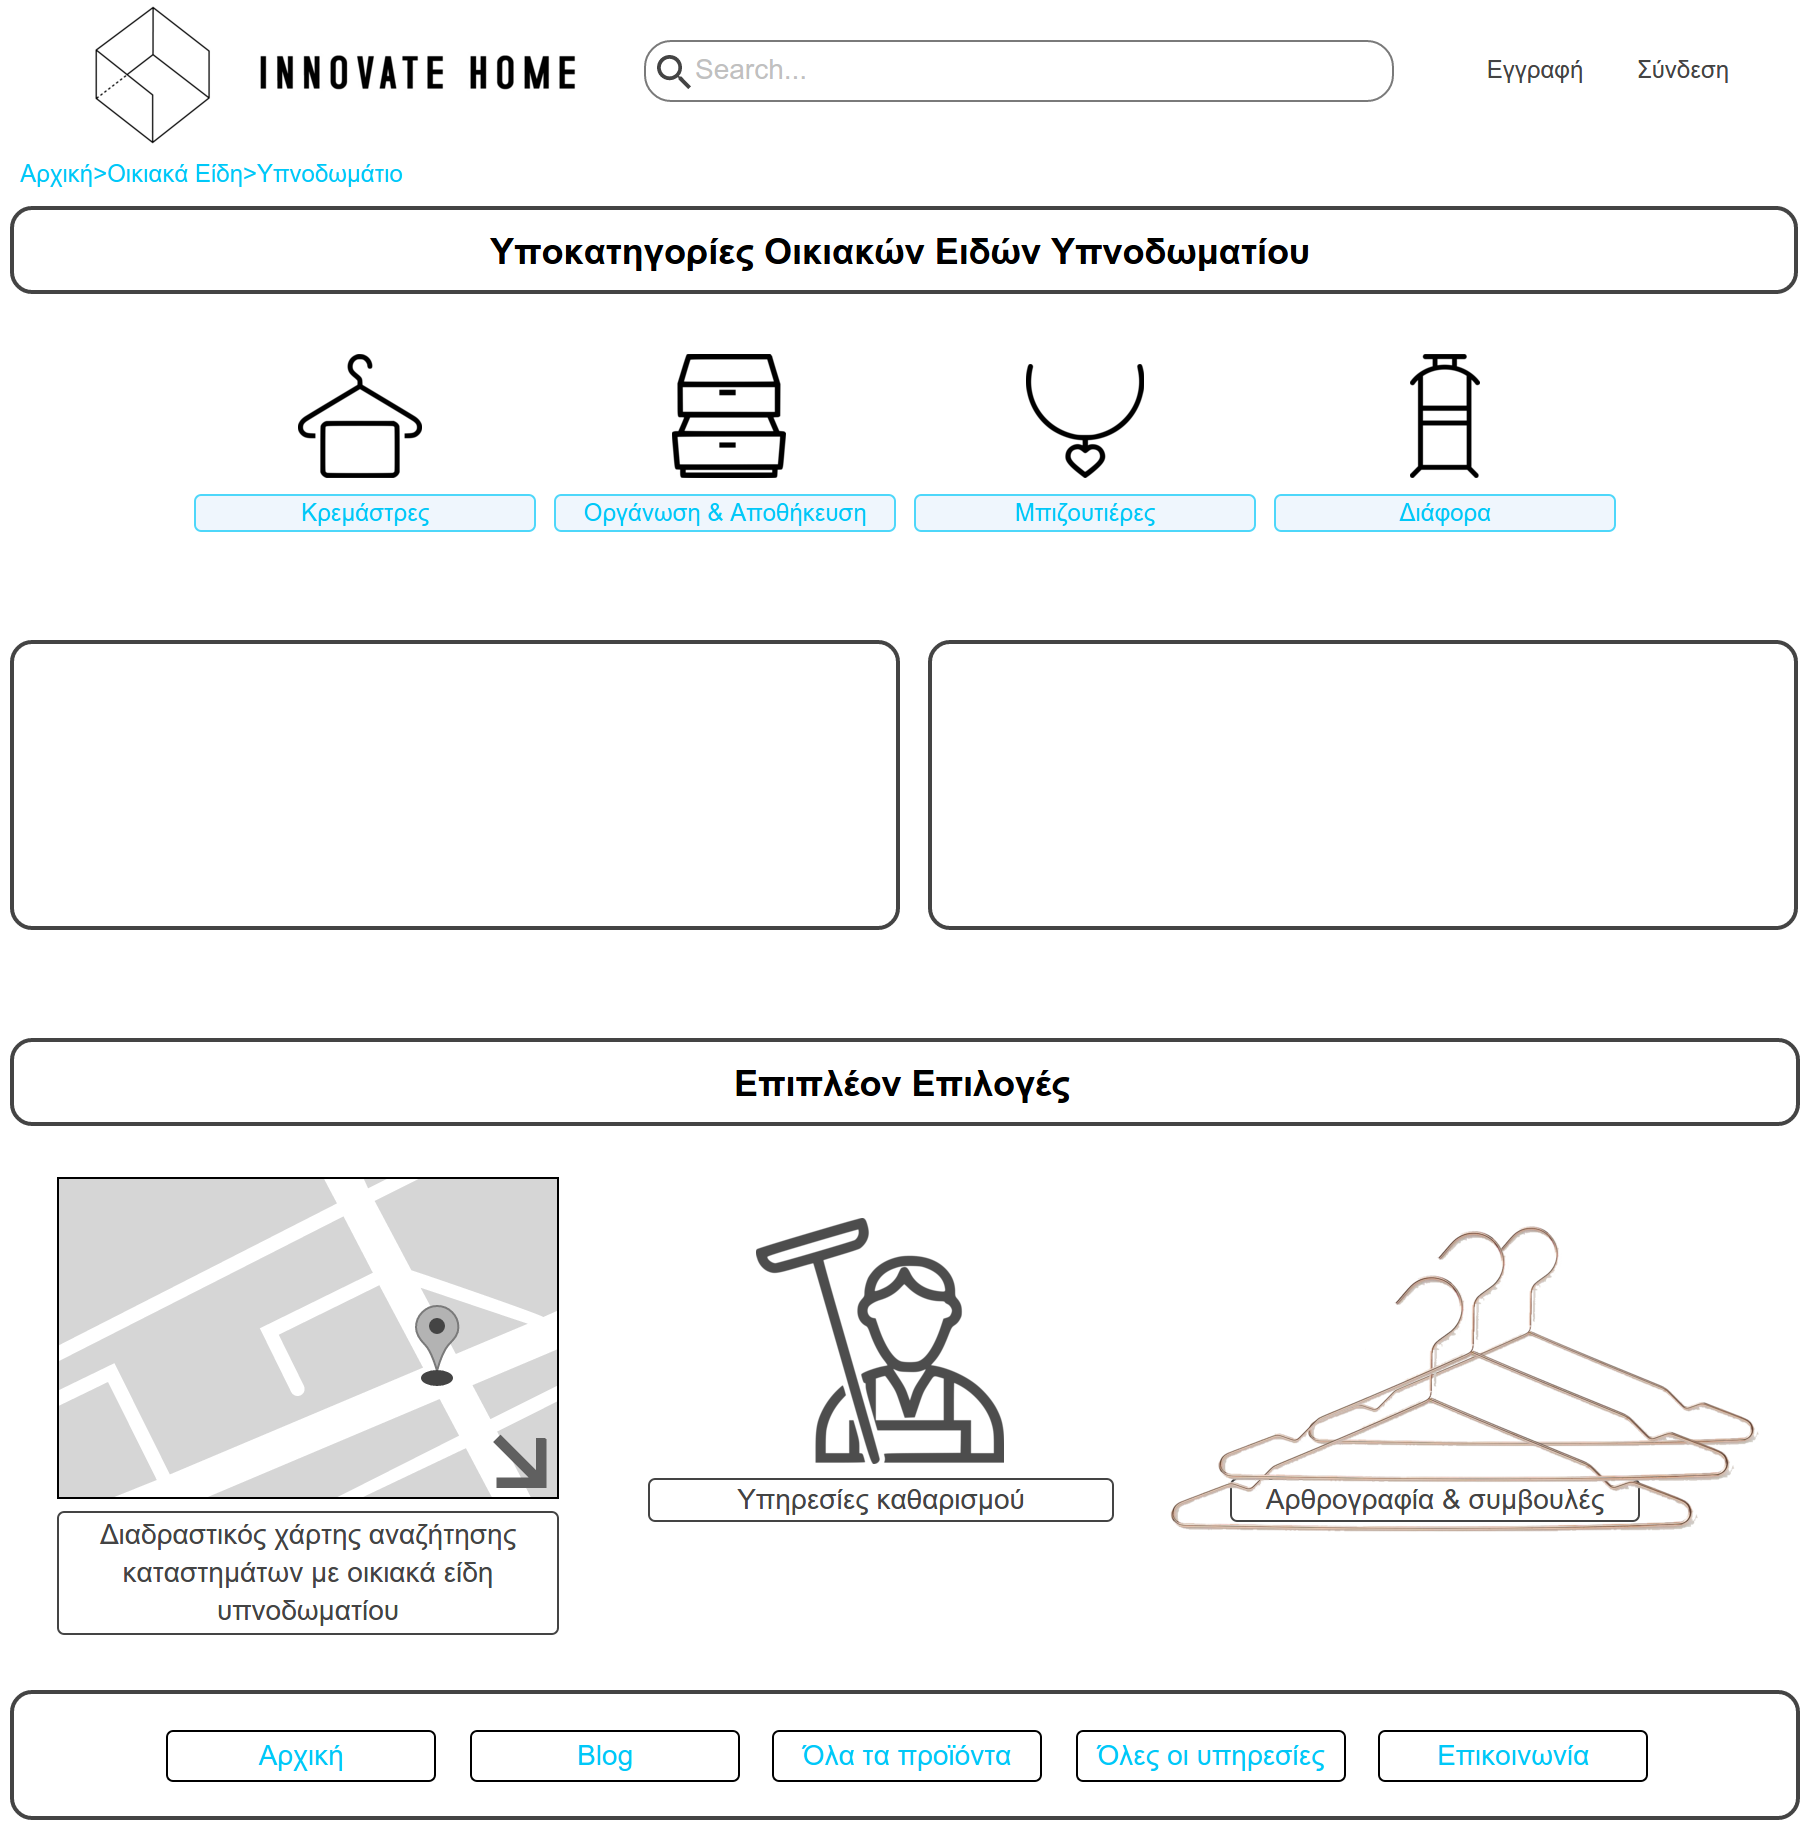 INNOVATE HOME
Search...
Εγγραφή
Σύνδεση
Αρχική>Οικιακά Είδη>Υπνοδωμάτιο
Υποκατηγορίες Οικιακών Ειδών Υπνοδωματίου
Κρεμάστρες
Οργάνωση & Αποθήκευση
Μπιζουτιέρες
Διάφορα
Επιπλέον Επιλογές
Διαδραστικός χάρτης αναζήτησης
καταστημάτων με οικιακά είδη
υπνοδωματίου
Υπηρεσίες καθαρισμού
Αρθρογραφία & συμβουλές
Αρχική
Blog
Όλα τα προϊόντα
Όλες οι υπηρεσίες
Επικοινωνία